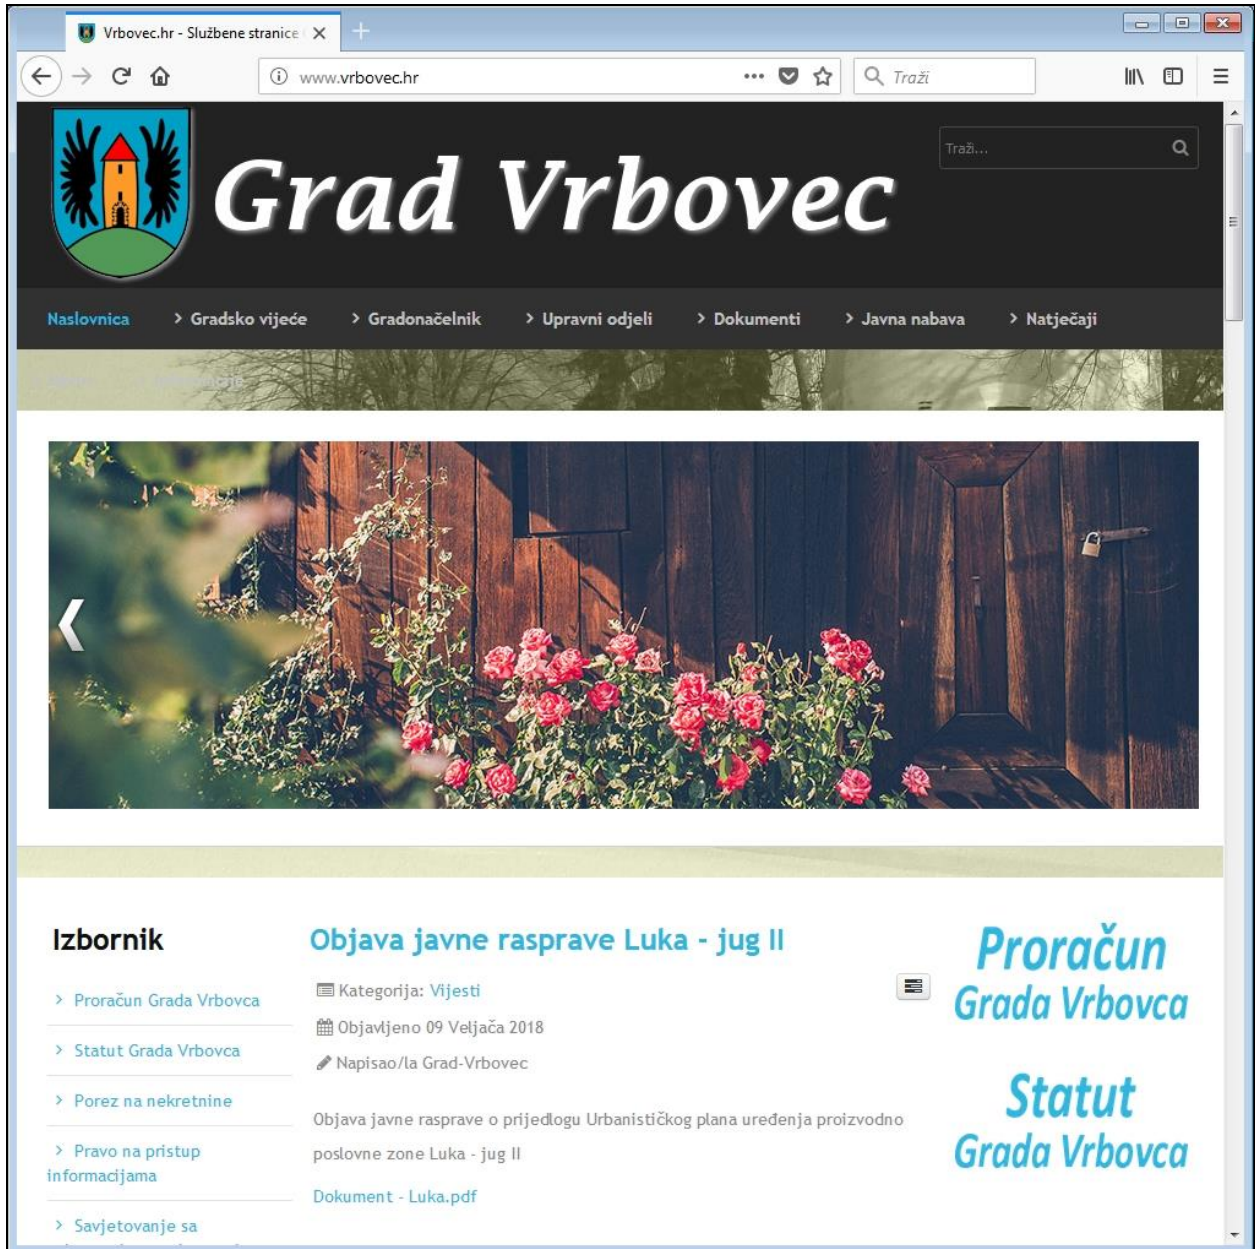 Vrbovec.hr - Službene stranice
www.vrbovec.hr
Traži
Grad Vrbovec
Traži...
Naslovnica > Gradsko vijeće > Gradonačelnik > Upravni odjeli > Dokumenti > Javna nabava > Natječaji
Izbornik
> Proračun Grada Vrbovca
> Statut Grada Vrbovca
> Porez na nekretnine
> Pravo na pristup
informacijama
> Savjetovanje sa
Objava javne rasprave Luka - jug II
Kategorija: Vijesti
Objavljeno 09 Veljača 2018
Napisao/la Grad-Vrbovec
Objava javne rasprave o prijedlogu Urbanističkog plana uređenja proizvodno
poslovne zone Luka - jug II
Dokument - Luka.pdf
Proračun
Grada Vrbovca
Statut
Grada Vrbovca